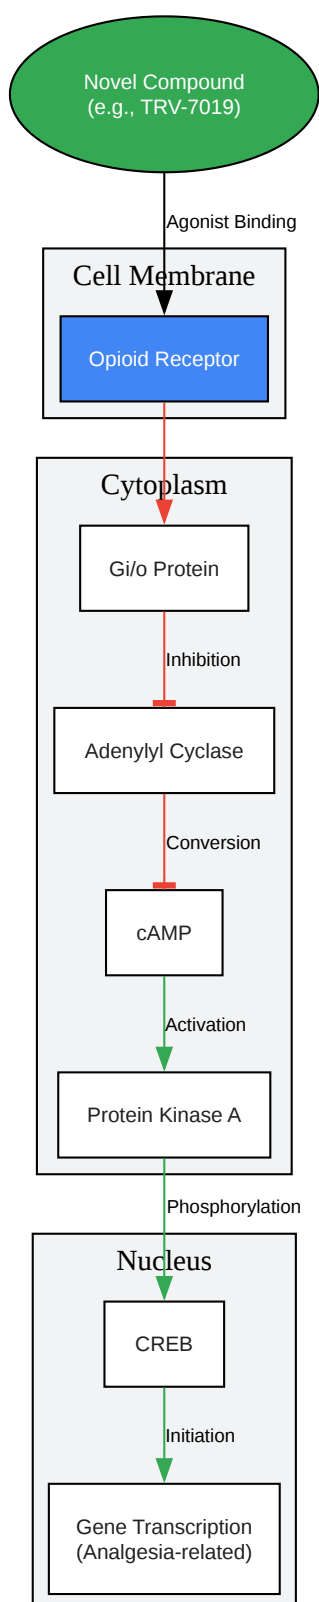 Novel Compound
(e.g., TRV-7019)
Agonist Binding
Cell Membrane
Opioid Receptor
Cytoplasm
Gi/o Protein
Inhibition
Adenylyl Cyclase
Conversion
cAMP
Activation
Protein Kinase A
Phosphorylation
Nucleus
CREB
Initiation
Gene Transcription
(Analgesia-related)